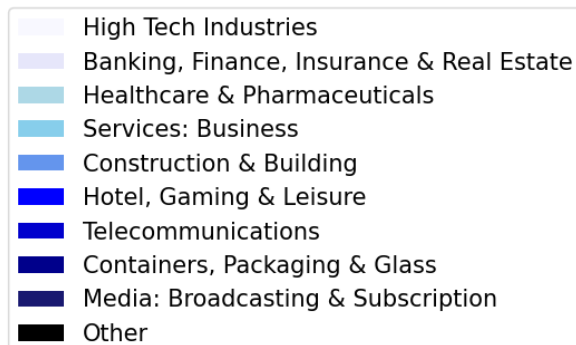 High Tech Industries
Banking, Finance, Insurance & Real Estate
Healthcare & Pharmaceuticals
Services: Business
Construction & Building
Hotel, Gaming & Leisure
Telecommunications
Containers, Packaging & Glass
Media: Broadcasting & Subscription
Other